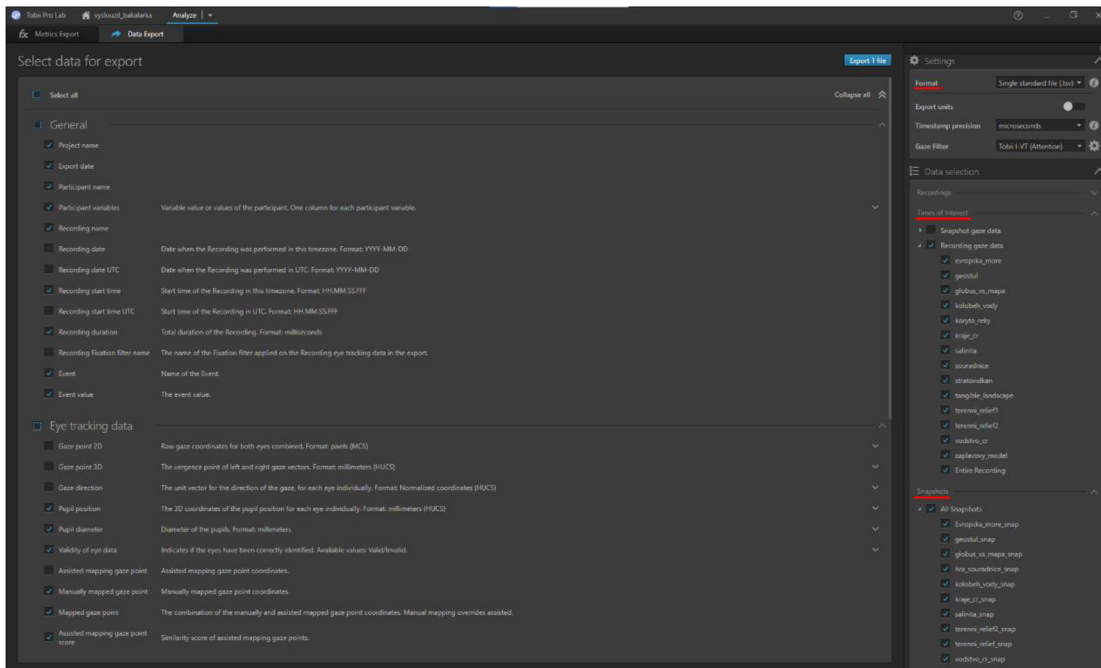 Tobii Pro Lab vyslouzil_bakalarka Analyze
fx Metrics Export Data Export
Select data for export Export 1 file
Select all Collapse all
General
Project name
Export date
Participant name
Participant variables Variable value or values of the participant. One column for each participant variable.
Recording name
Recording date Date when the Recording was performed in this timezone. Format: YYYY-MM-DD
Recording date UTC Date when the Recording was performed in UTC. Format: YYYY-MM-DD
Recording start time Start time of the Recording in this timezone. Format: HH.MM.SS.FFF
Recording start time UTC Start time of the Recording in UTC. Format: HH.MM.SS.FFF
Recording duration Total duration of the Recording. Format: milliseconds
Recording Fixation filter name The name of the Fixation filter applied on the Recording eye tracking data in the export.
Event Name of the Event.
Event value The event value.
Eye tracking data
Gaze point 2D Raw gaze coordinates for both eyes combined. Format: pixels (MCS)
Gaze point 3D The vergence point of left and right gaze vectors. Format: millimeters (HUCS)
Gaze direction The unit vector for the direction of the gaze, for each eye individually. Format: Normalized coordinates (HUCS)
Pupil position The 3D coordinates of the pupil position for each eye individually. Format: millimeters (HUCS)
Pupil diameter Diameter of the pupils. Format: millimeters
Validity of eye data Indicates if the eyes have been correctly identified. Available values: Valid/Invalid.
Assisted mapping gaze point Assisted mapping gaze point coordinates.
Manually mapped gaze point Manually mapped gaze point coordinates.
Mapped gaze point The combination of the manually and assisted mapped gaze point coordinates. Manual mapping overrides assisted.
Assisted mapping gaze point
score Similarity score of assisted mapping gaze points.
Settings
Format Single standard file (.tsv)
Export units
Timestamp precision microseconds
Gaze Filter Tobii I-VT (Attention)
Data selection
Recordings
Times of Interest
Snapshot gaze data
Recording gaze data
evropska_more
geostul
globus_vs_mapa
kolobeh_vody
koryto_reky
kraje_cr
salinita
souradnice
stratovulkan
tangible_landscape
terenni_relief1
terenni_relief2
vodstvo_cr
zaplavovy_model
Entire Recording
Snapshots
All Snapshots
Evropska_more_snap
geostul_snap
globus_vs_mapa_snap
hra_souradnice_snap
kolobeh_vody_snap
kraje_cr_snap
salinita_snap
terenni_relief2_snap
terenni_relief_snap
vodstvo_cr_snap